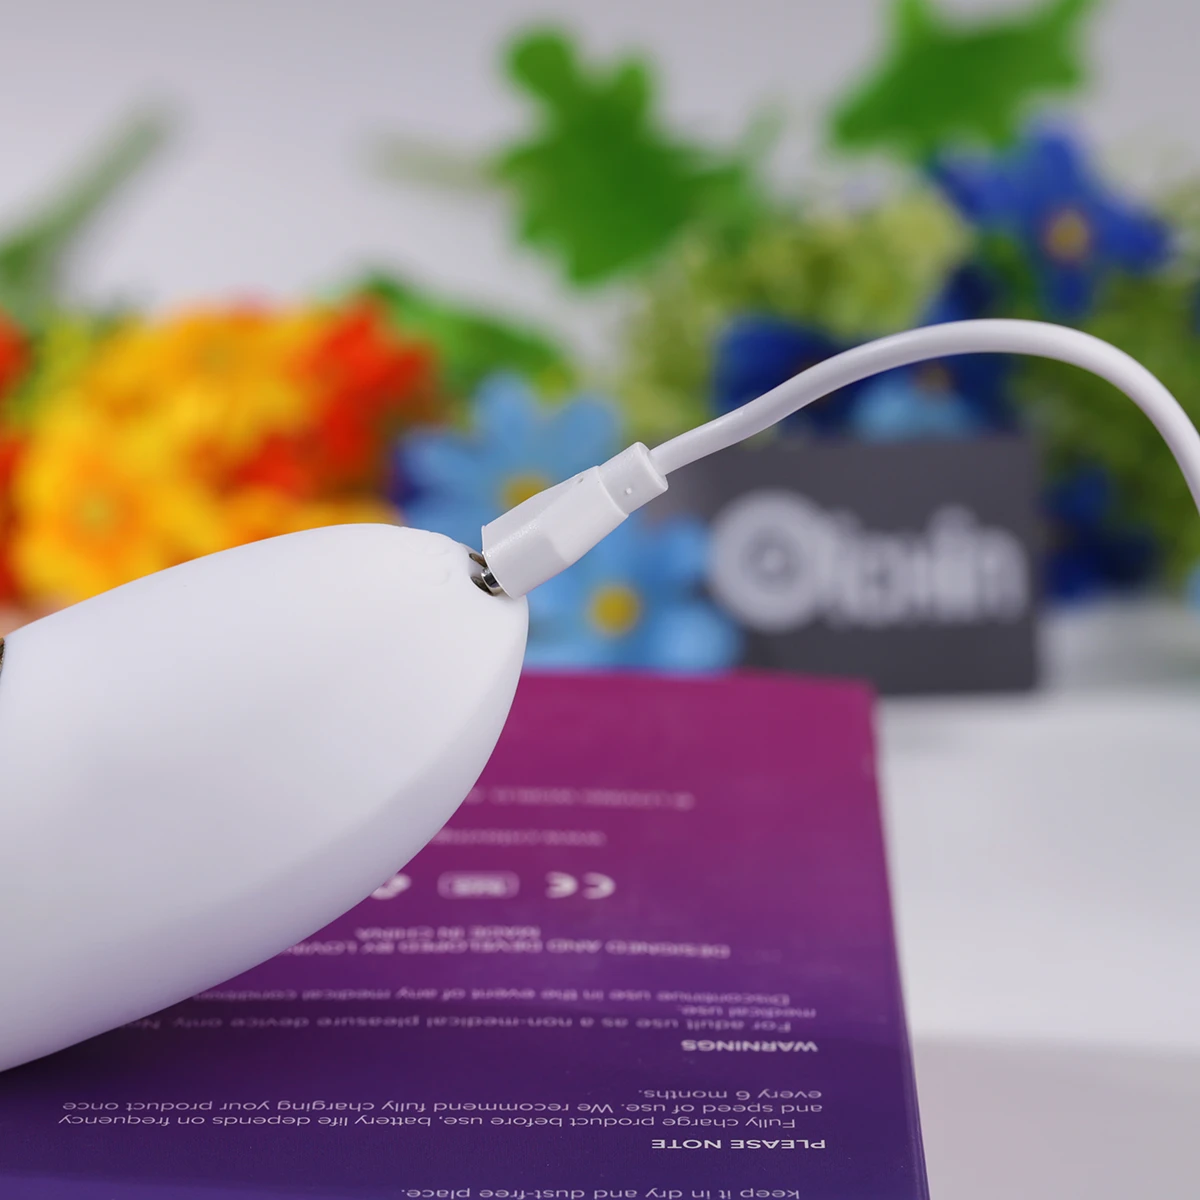 keep it in dry and dust-free place.
PLEASE NOTE
Fully charge product before use, battery life depends on frequency
and speed of use. We recommend fully charging your product once
every 6 months.
WARNINGS
For adult use as a non-medical pleasure device only.
medical use.
Discontinue use in the event of any medical
DESIGNED AND DEVELOPED BY
MADE IN CHINA
CE